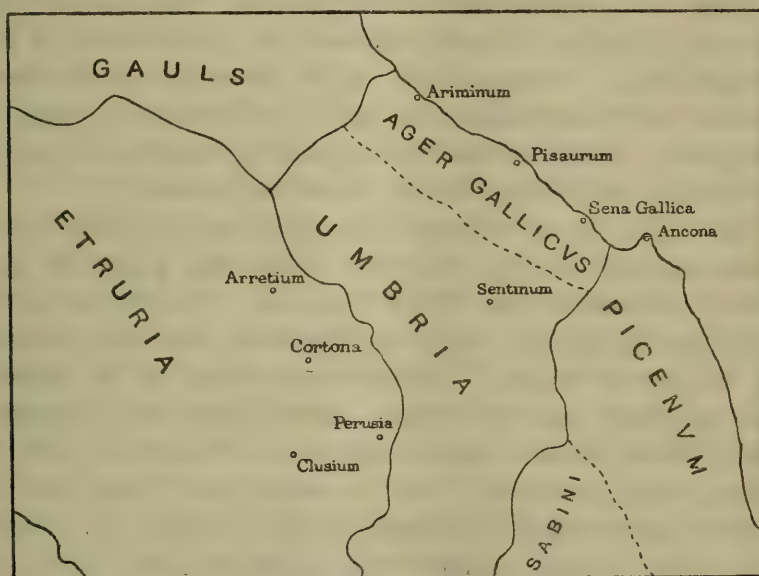 GAULS
Ariminum
AGER GALLICVS
Pisaurum
ETRURIA
UMBRIA
Sena Gallica
Ancona
Arretium
Sentinum
PICENVM
Cortona
Perusia
Clusium
SABINI